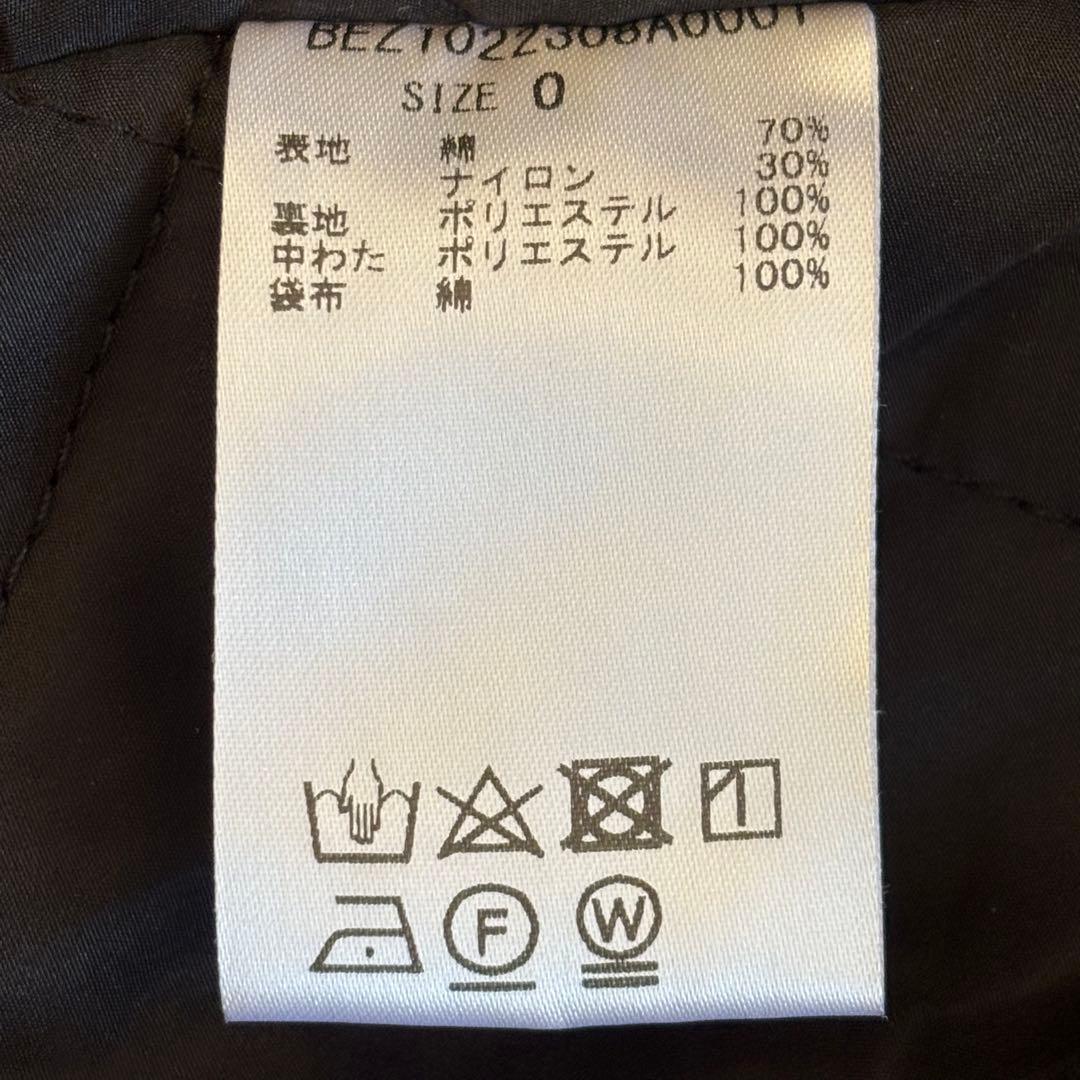 BEZ1022308A0001
SIZE 0
表地 綿 70%
ナイロン 30%
裏地 ポリエステル 100%
中わた ポリエステル 100%
袋布 綿 100%
F W